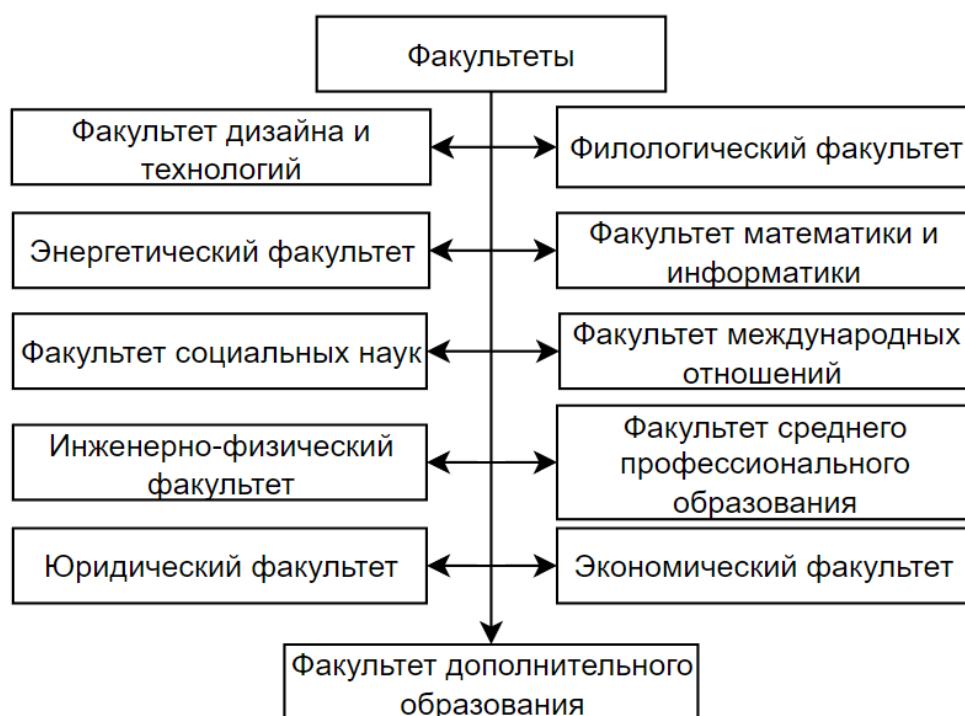 Факультеты
Факультет дизайна и
технологий
Филологический факультет
Энергетический факультет
Факультет математики и
информатики
Факультет социальных наук
Факультет международных
отношений
Инженерно-физический
факультет
Факультет среднего
профессионального
образования
Юридический факультет
Экономический факультет
Факультет дополнительного
образования